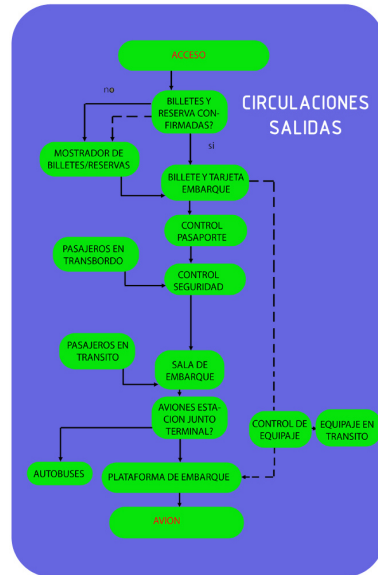 ACCESO
no
BILLETES Y
RESERVA CON-
FIRMADAS?
CIRCULACIONES
SALIDAS
si
MOSTRADOR DE
BILLETES/RESERVAS
BILLETE Y TARJETA
EMBARQUE
CONTROL
PASAPORTE
PASAJEROS EN
TRANSBORDO
CONTROL
SEGURIDAD
PASAJEROS EN
TRANSITO
SALA DE
EMBARQUE
AVIONES ESTA-
CION JUNTO
TERMINAL?
CONTROL DE
EQUIPAJE
EQUIPAJE EN
TRANSITO
AUTOBUSES
PLATAFORMA DE EMBARQUE
AVION